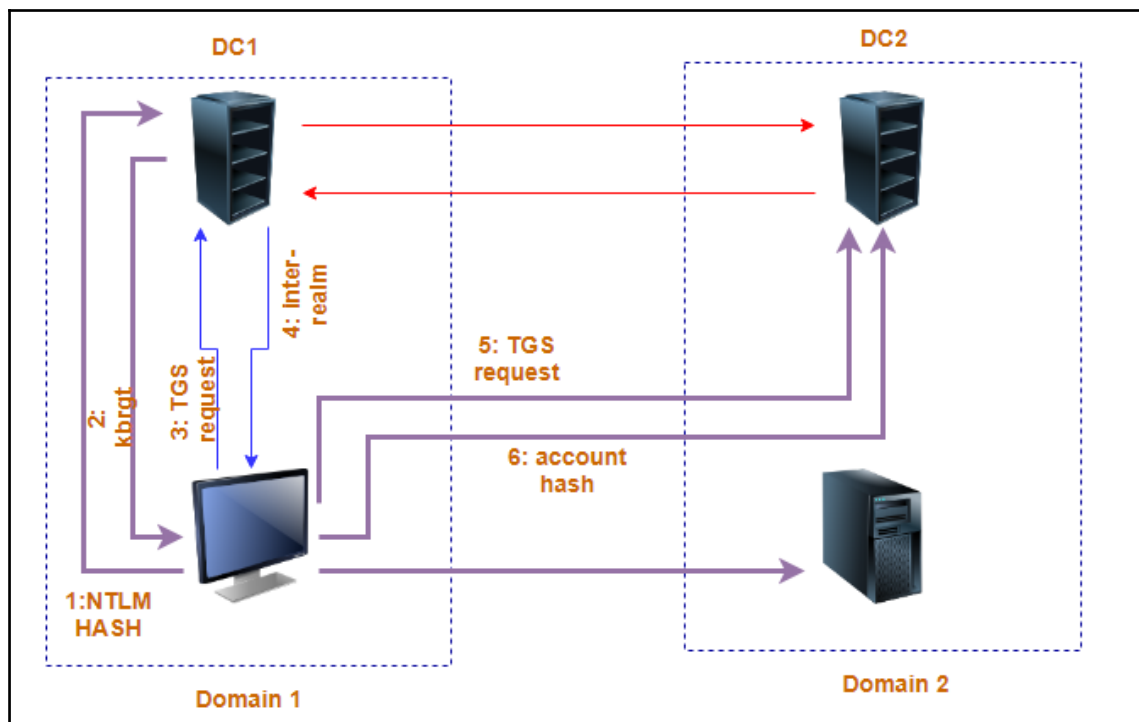 DC1
DC2
4: Inter-
realm
2:
kbrgt
3: TGS
request
5: TGS
request
6: account
hash
1:NTLM
HASH
Domain 1
Domain 2